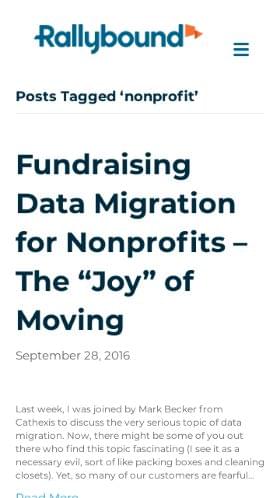 Rallybound
Posts Tagged ‘nonprofit’
Fundraising
Data Migration
for Nonprofits –
The “Joy” of
Moving
September 28, 2016
Last week, I was joined by Mark Becker from
Cathexis to discuss the very serious topic of data
migration. Now, there might be some of you out
there who find this topic fascinating (I see it as a
necessary evil, sort of like packing boxes and cleaning
closets). Yet, so many of our customers are fearful...
Read More